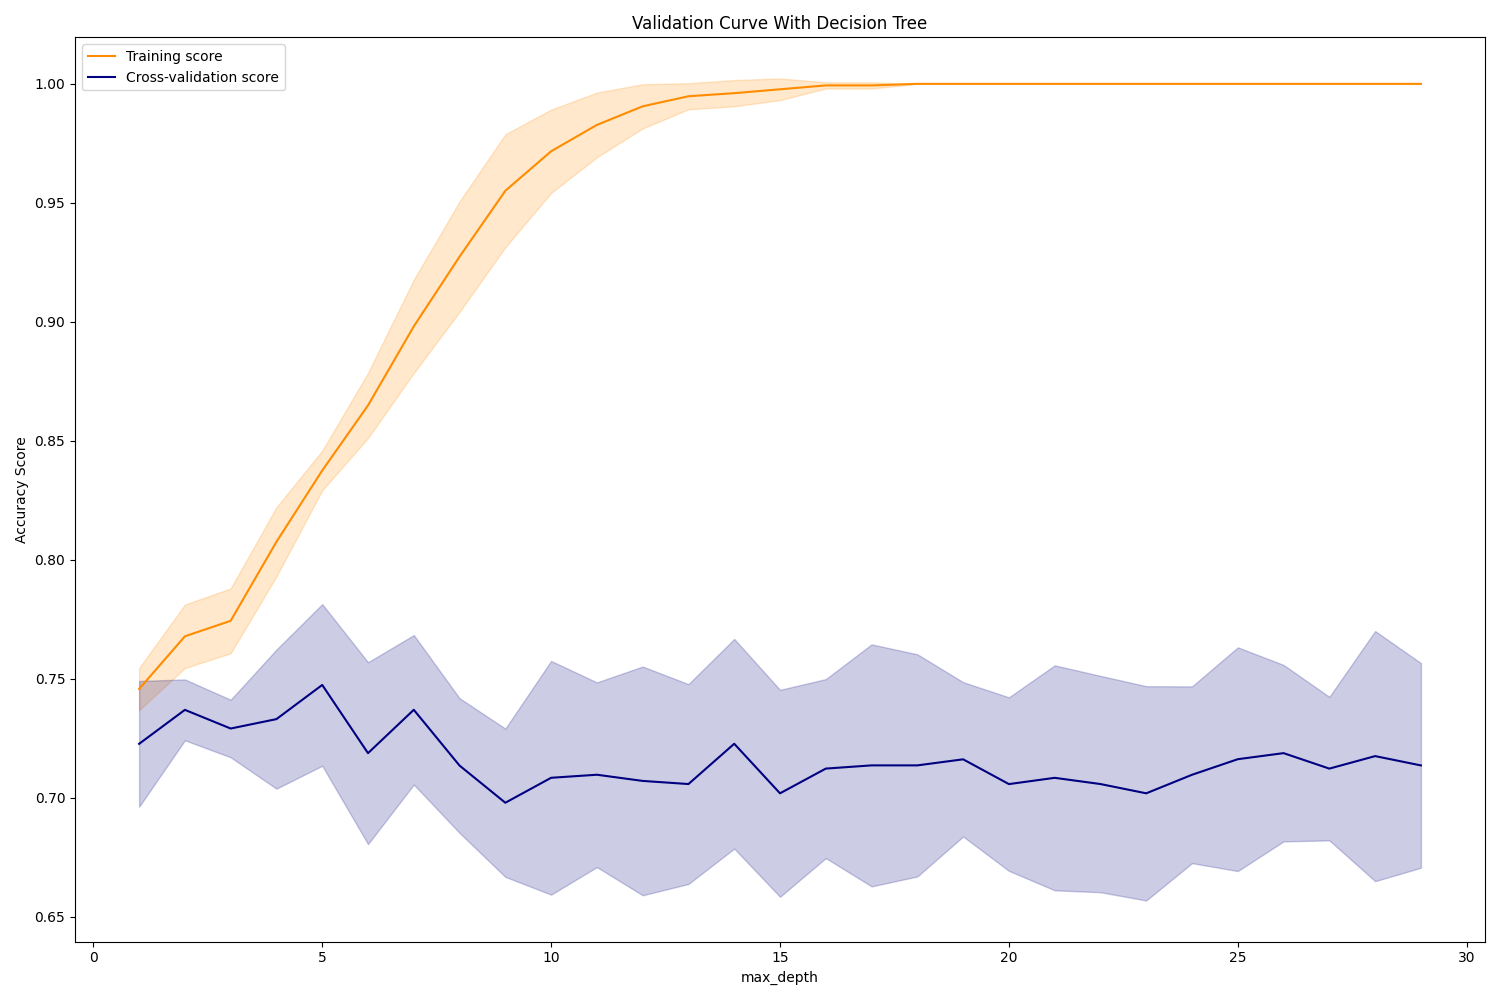 Validation Curve With Decision Tree
Training score
Cross-validation score
Accuracy Score
1.00
0.95
0.90
0.85
0.80
0.75
0.70
0.65
0 5 10 15 20 25 30
max_depth